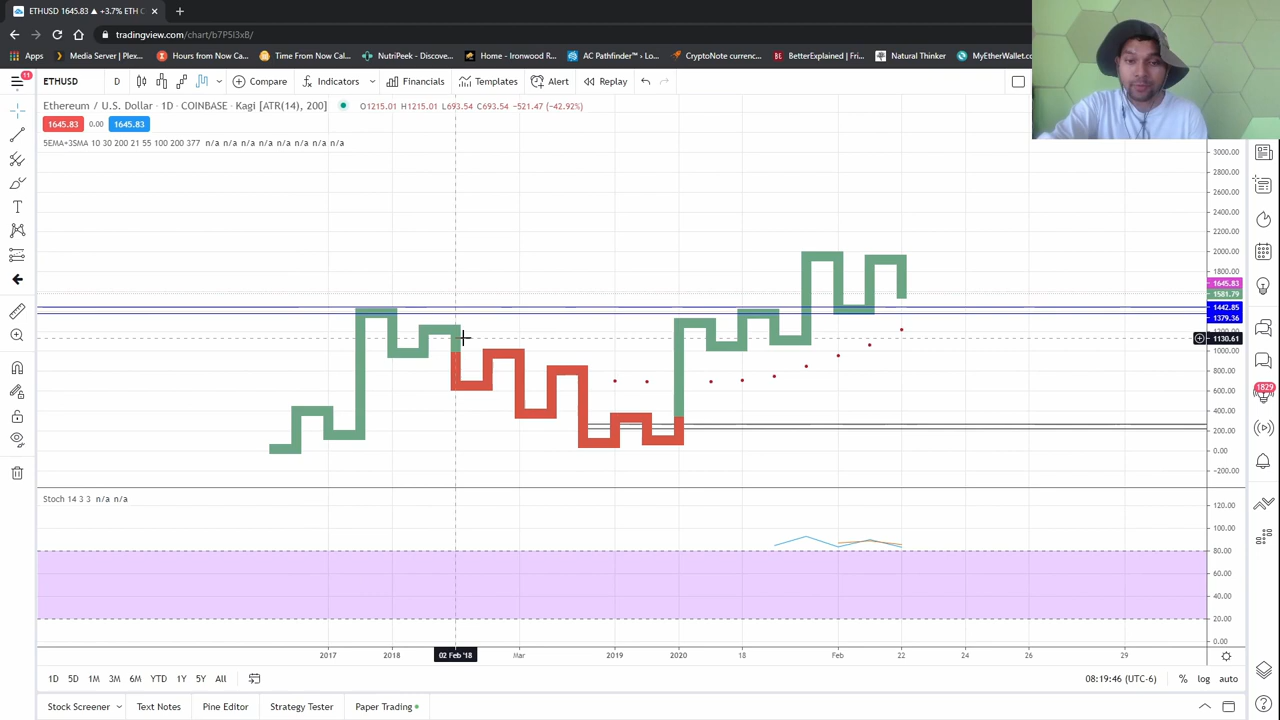 ETHUSD 1645.83 ▲ +3.7% ETH C
tradingview.com/chart/b7P5I3xB/
Apps
Media Server | Plex...
Hours from Now Cal...
Time From Now Cal...
NutriPeek - Discove...
Home - Ironwood R...
AC Pathfinder™ › Lo...
CryptoNote currenc...
BetterExplained | Fri...
Natural Thinker
MyEtherWallet.c
11
ETHUSD
D
Compare
Indicators
Financials
Templates
Alert
Replay
Ethereum / U.S. Dollar · 1D · COINBASE · Kagi [ATR(14), 200]
O1215.01 H1215.01 L693.54 C693.54 −521.47 (−42.92%)
1645.83
0.00
1645.83
5EMA+3SMA 10 30 200 21 55 100 200 377 n/a n/a n/a n/a n/a n/a n/a n/a
3000.00
2800.00
2600.00
2400.00
2200.00
2000.00
1800.00
1645.83
1581.79
1442.85
1379.36
1130.61
1000.00
800.00
600.00
400.00
200.00
0.00
−200.00
1829
Stoch 14 3 3 n/a n/a
120.00
100.00
80.00
60.00
40.00
20.00
0.00
2017
2018
02 Feb '18
Mar
2019
2020
18
Feb
22
24
26
29
1D
5D
1M
3M
6M
YTD
1Y
5Y
All
08:19:46 (UTC-6)
%
log
auto
Stock Screener
Text Notes
Pine Editor
Strategy Tester
Paper Trading